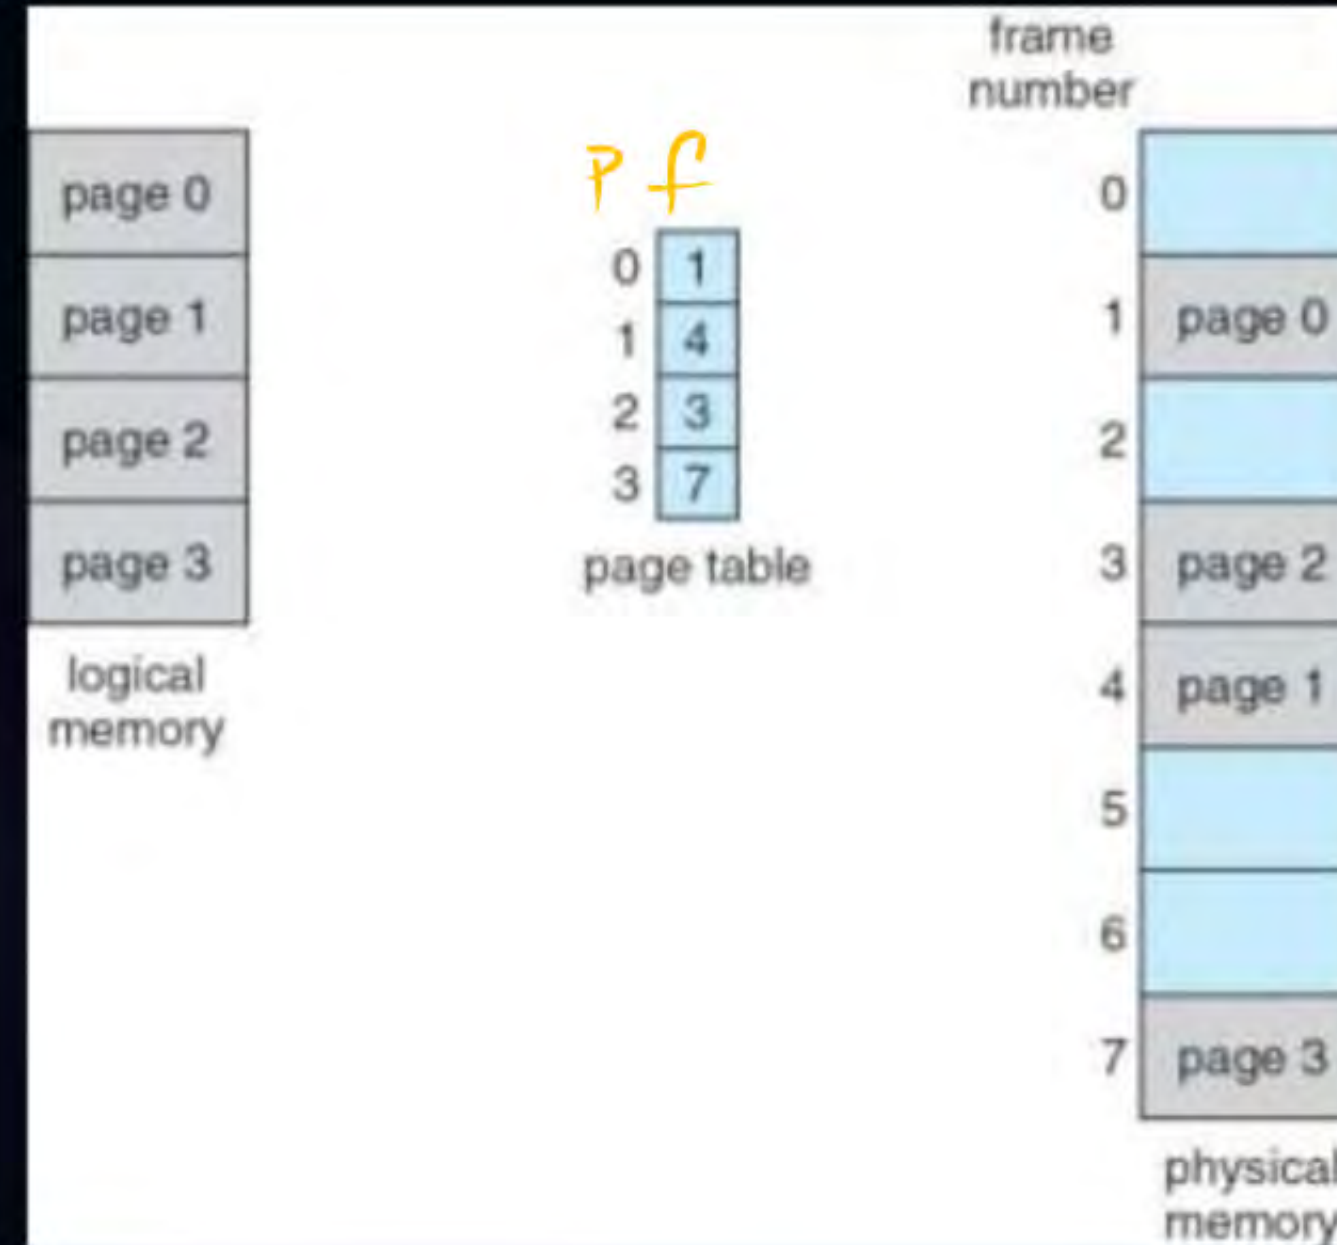 page 0
page 1
page 2
page 3
logical
memory
P f
0 1
1 4
2 3
3 7
page table
frame
number
0
1 page 0
2
3 page 2
4 page 1
5
6
7 page 3
physical
memory